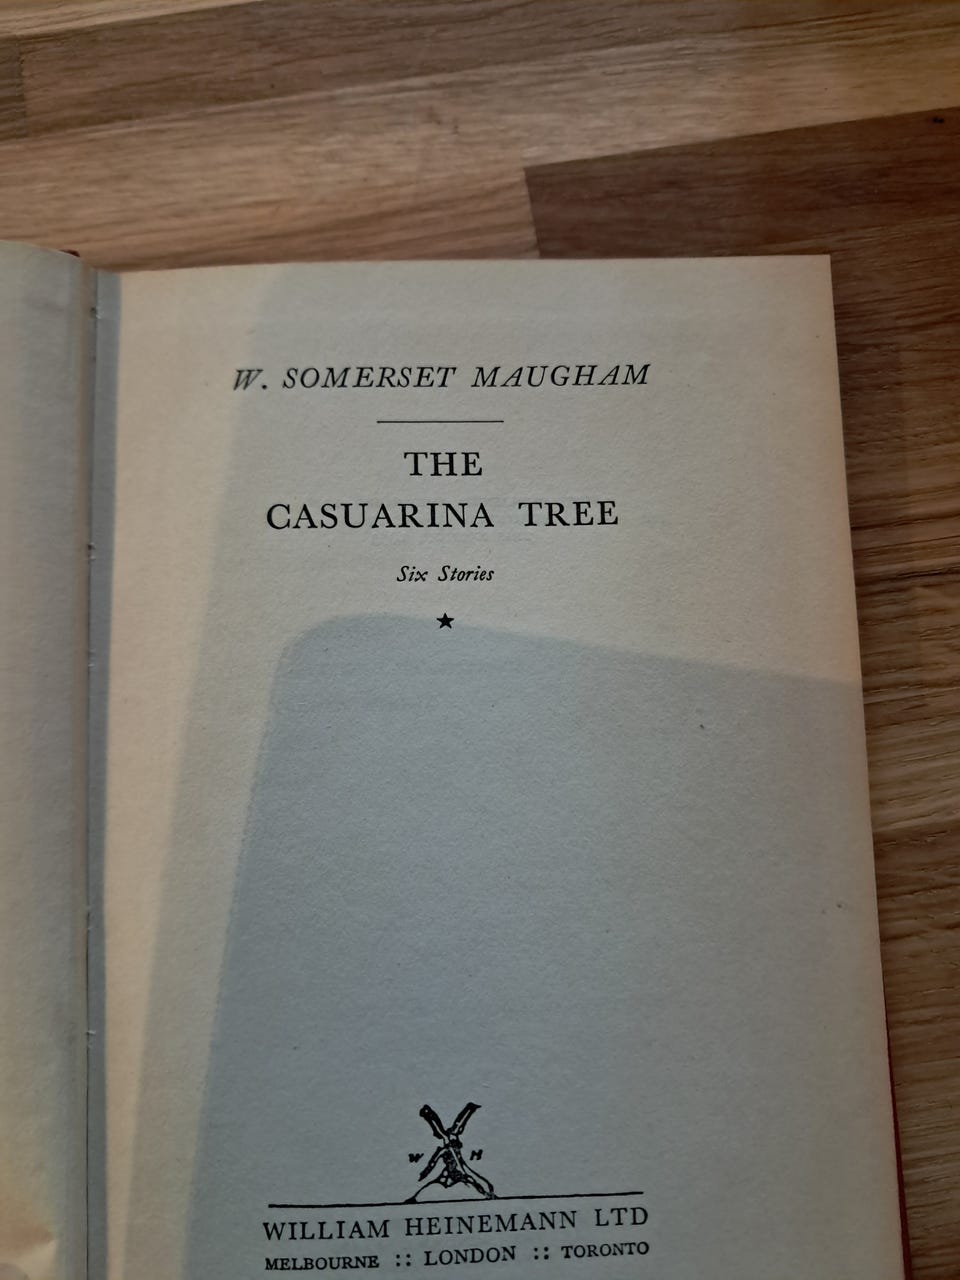 W. SOMERSET MAUGHAM
THE
CASUARINA TREE
Six Stories
W H
WILLIAM HEINEMANN LTD
MELBOURNE :: LONDON :: TORONTO